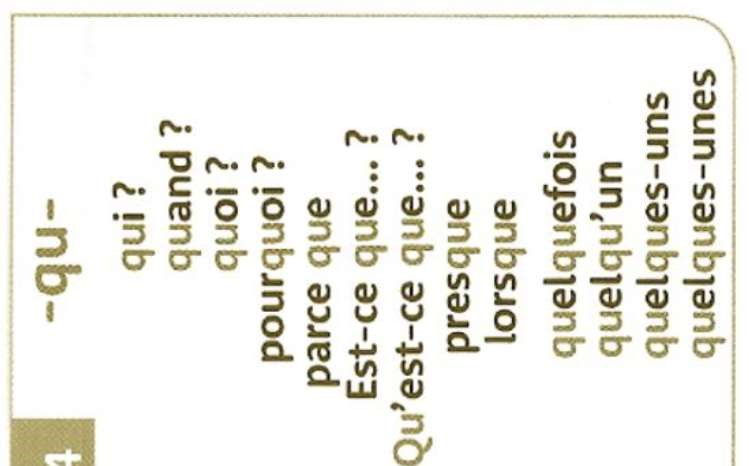 4
-qu-
qui ?
quand ?
quoi ?
pourquoi ?
parce que
Est-ce que... ?
Qu'est-ce que... ?
presque
lorsque
quelquefois
quelqu'un
quelques-uns
quelques-unes